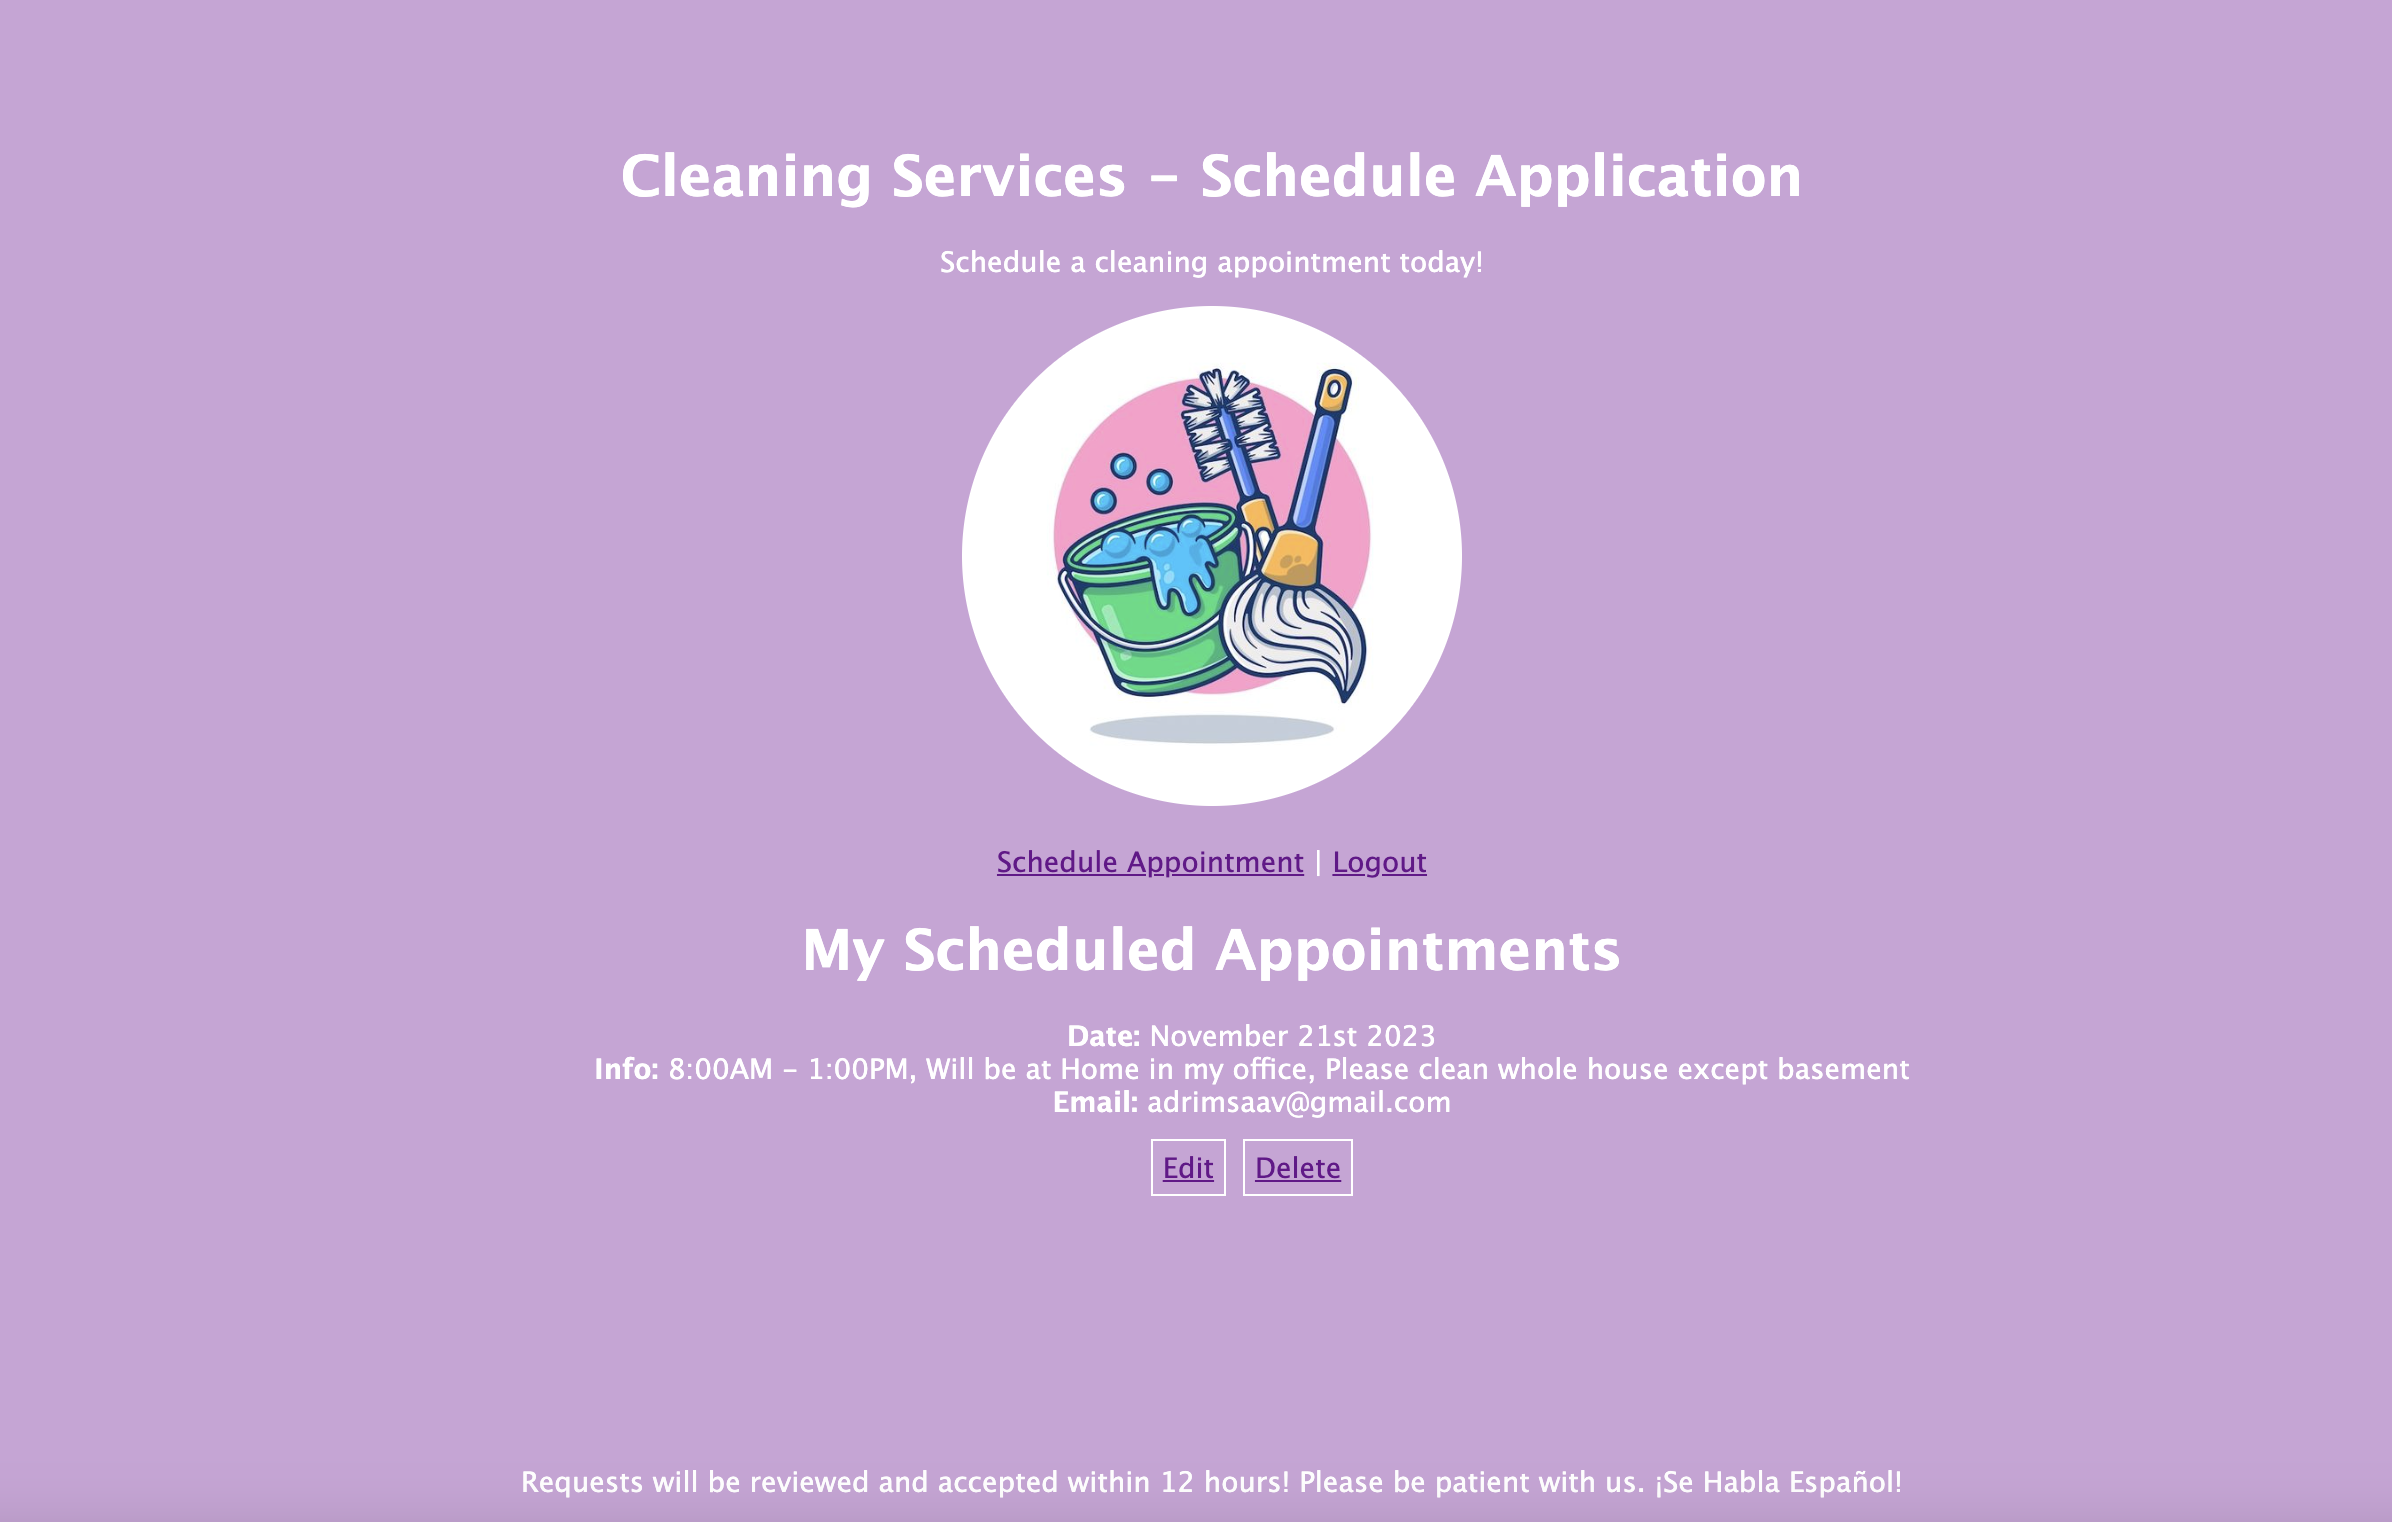 Cleaning Services - Schedule Application
Schedule a cleaning appointment today!
Schedule Appointment | Logout
My Scheduled Appointments
Date: November 21st 2023
Info: 8:00AM - 1:00PM, Will be at Home in my office, Please clean whole house except basement
Email: adrimsaav@gmail.com
Edit Delete
Requests will be reviewed and accepted within 12 hours! Please be patient with us. ¡Se Habla Español!